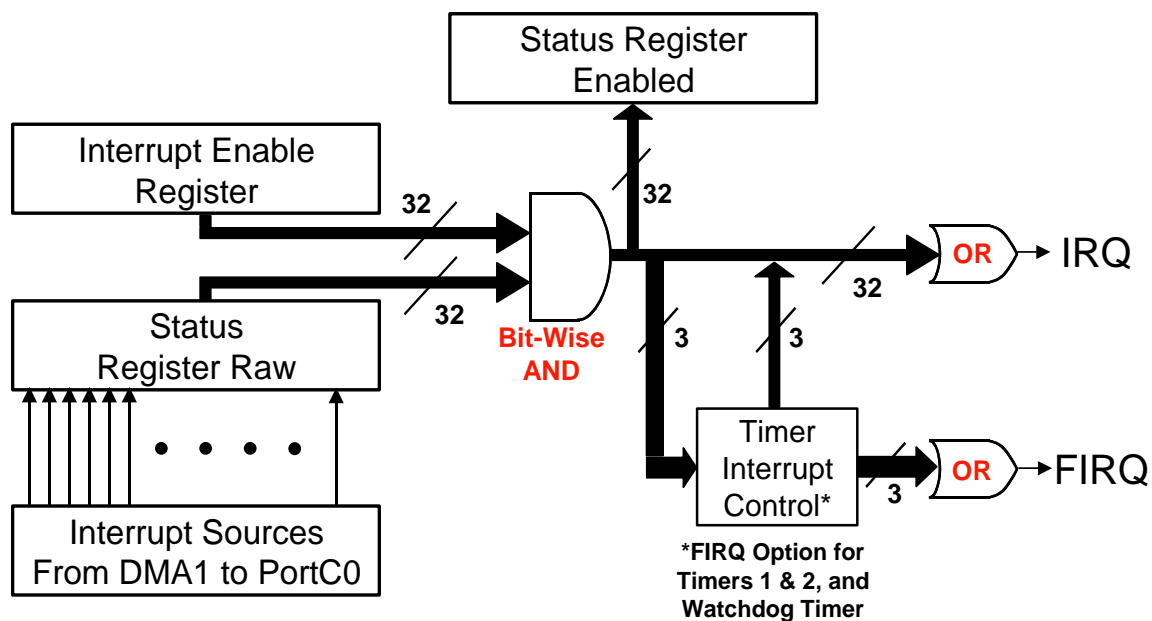 Status Register
Enabled
Interrupt Enable
Register
32
32
32
OR
IRQ
32
Bit-Wise
AND
Status
Register Raw
3
3
Timer
Interrupt
Control*
3
OR
FIRQ
Interrupt Sources
From DMA1 to PortC0
*FIRQ Option for
Timers 1 & 2, and
Watchdog Timer